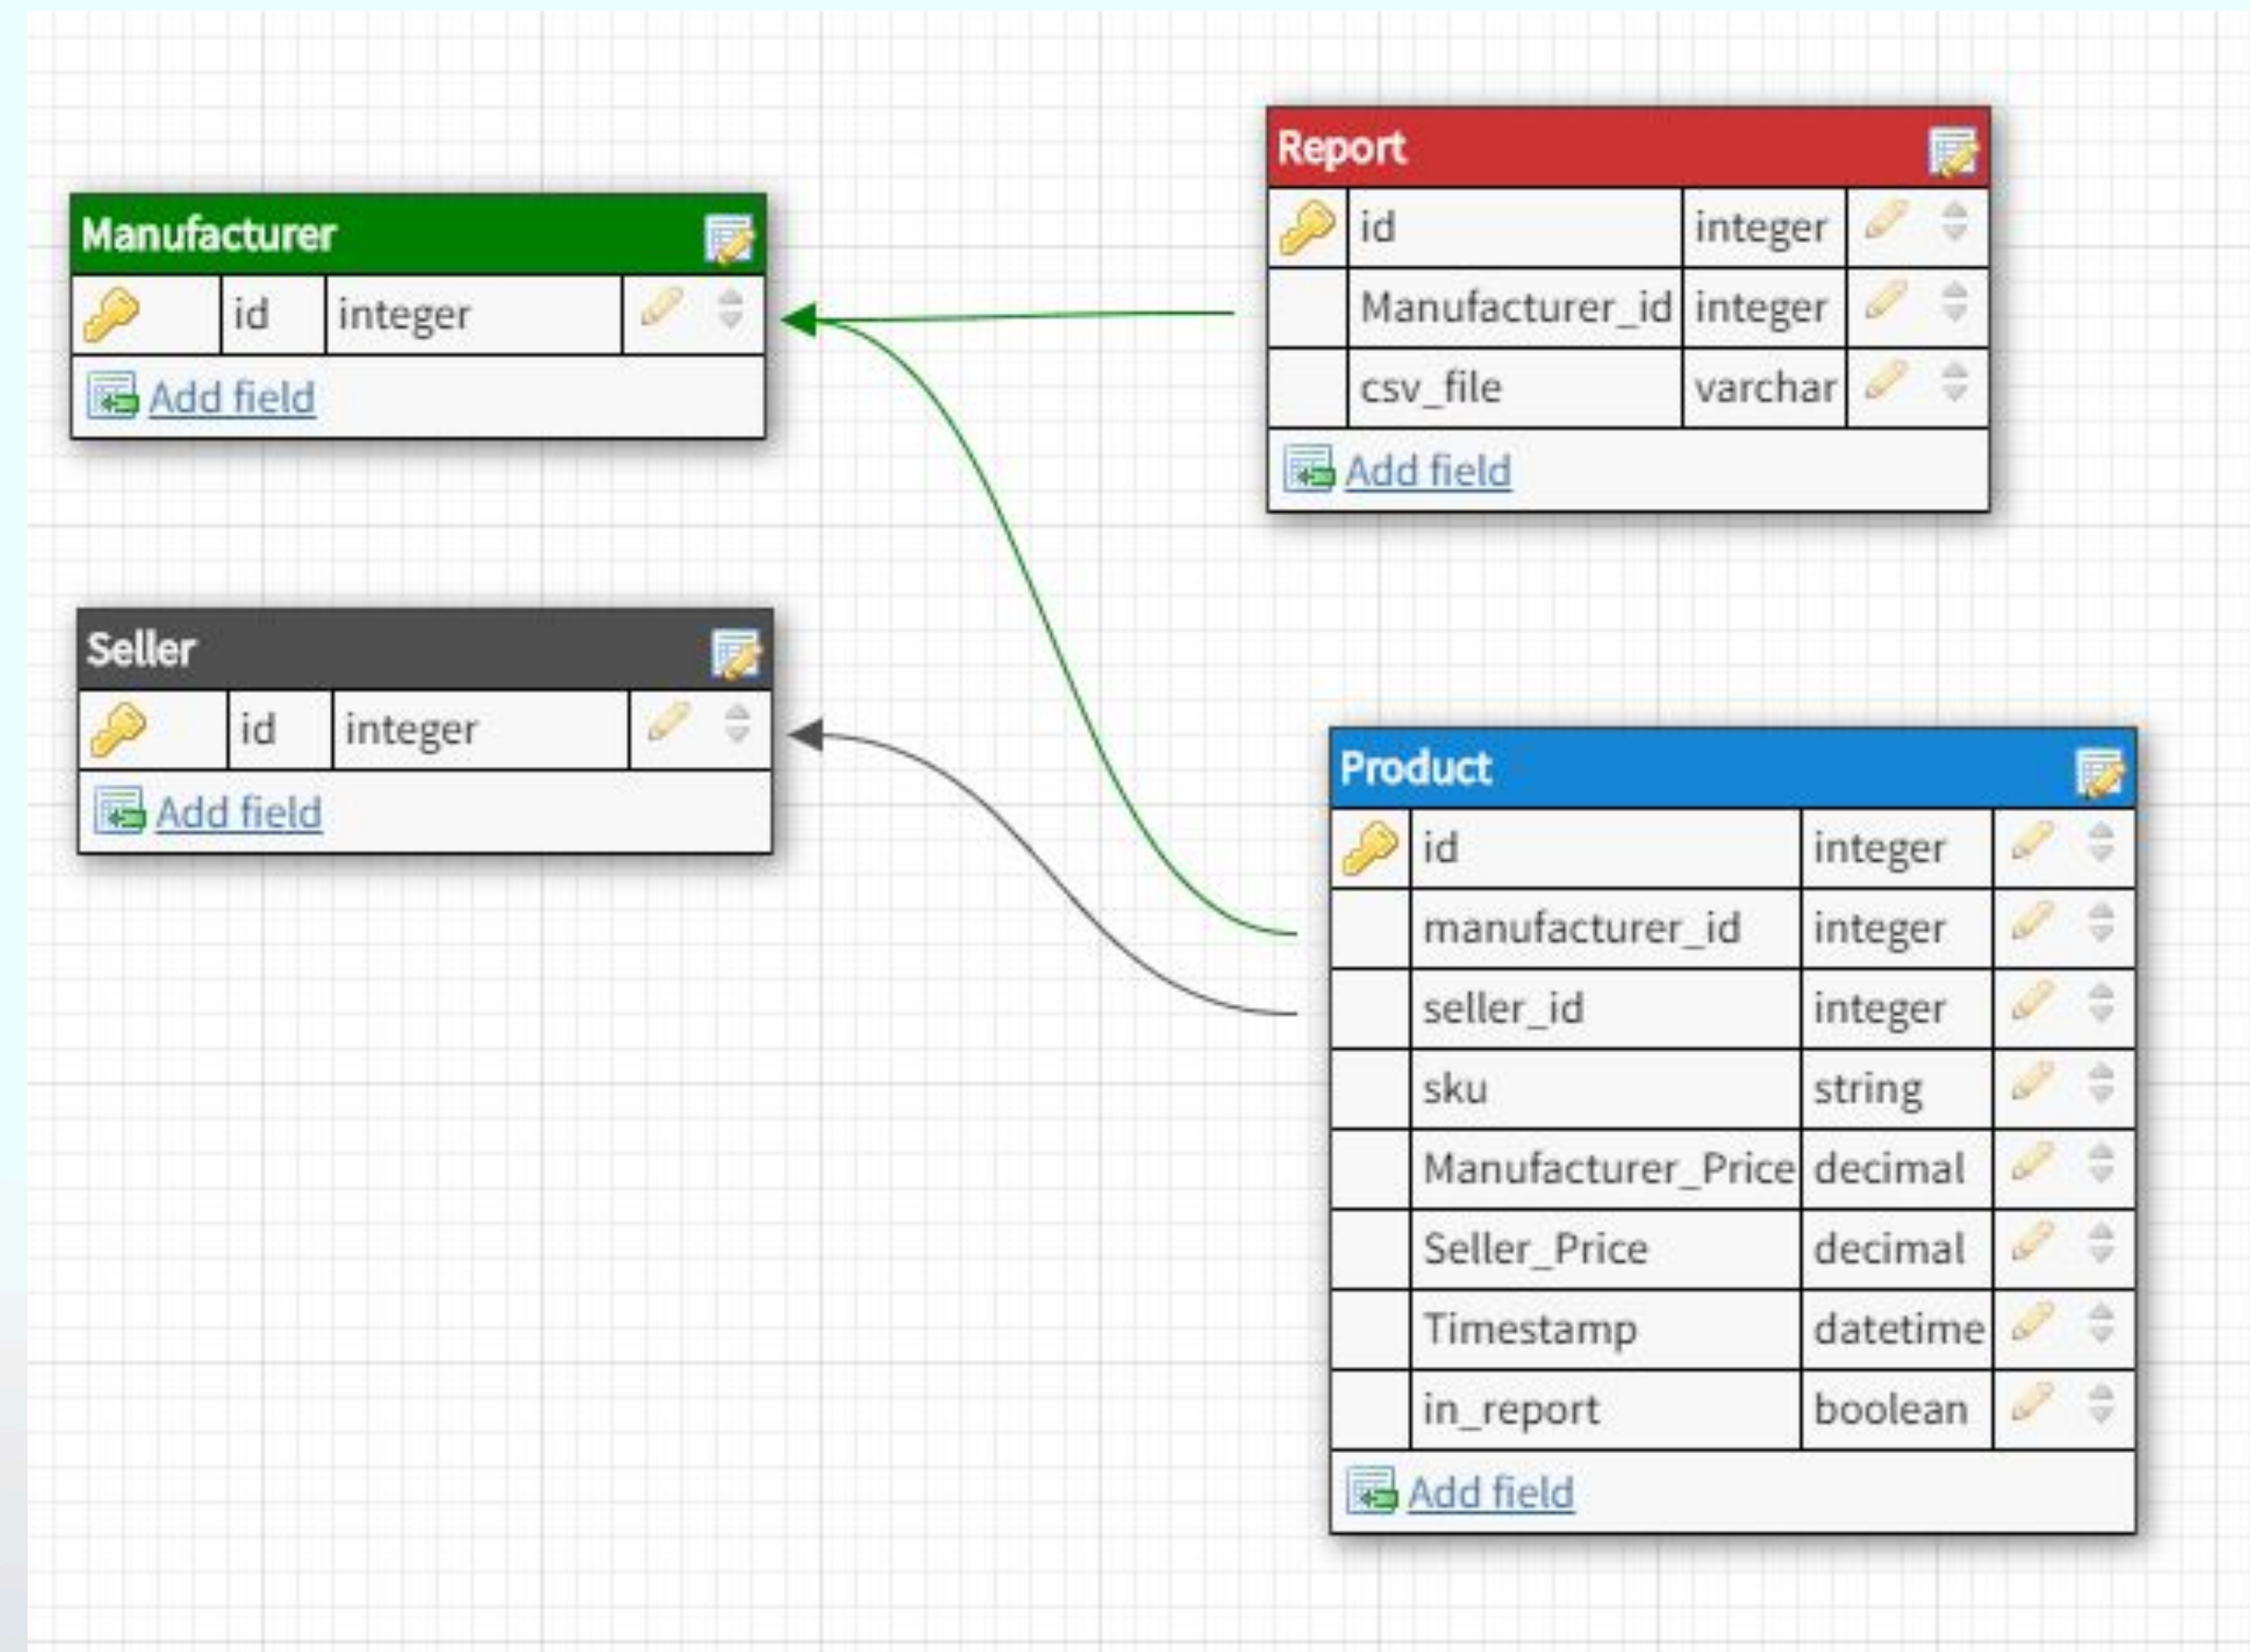 Manufacturer
id integer
Add field
Report
id integer
Manufacturer_id integer
csv_file varchar
Add field
Seller
id integer
Add field
Product
id integer
manufacturer_id integer
seller_id integer
sku string
Manufacturer_Price decimal
Seller_Price decimal
Timestamp datetime
in_report boolean
Add field